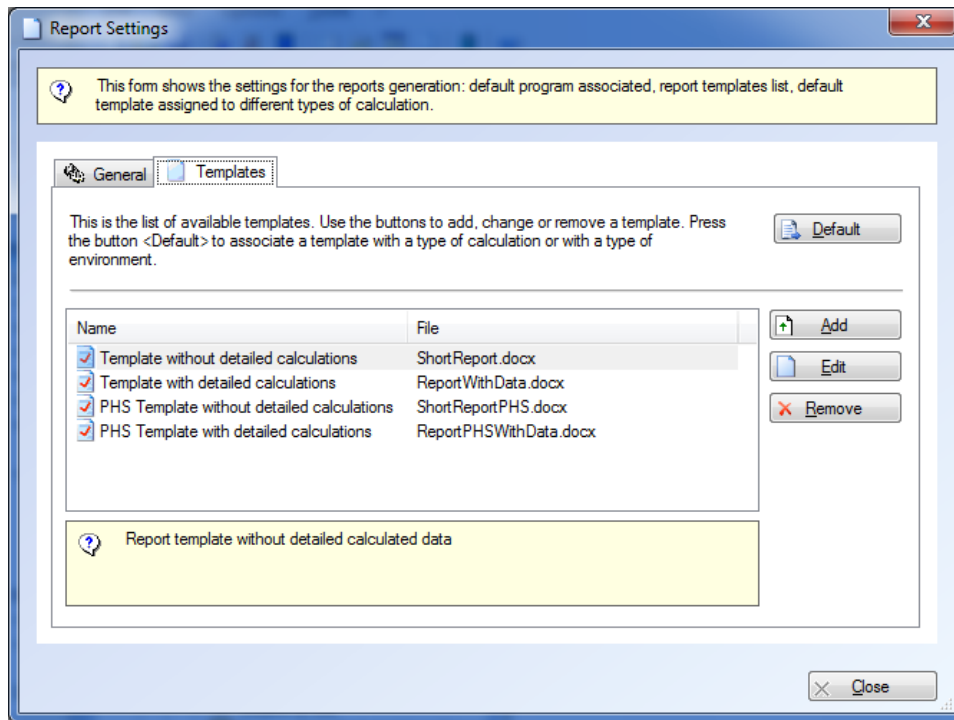 Report Settings
This form shows the settings for the reports generation: default program associated, report templates list, default
template assigned to different types of calculation.
General
Templates
This is the list of available templates. Use the buttons to add, change or remove a template. Press
the button <Default> to associate a template with a type of calculation or with a type of
environment.
Default
Name File
Template without detailed calculations ShortReport.docx
Template with detailed calculations ReportWithData.docx
PHS Template without detailed calculations ShortReportPHS.docx
PHS Template with detailed calculations ReportPHSWithData.docx
Add
Edit
Remove
Report template without detailed calculated data
Close